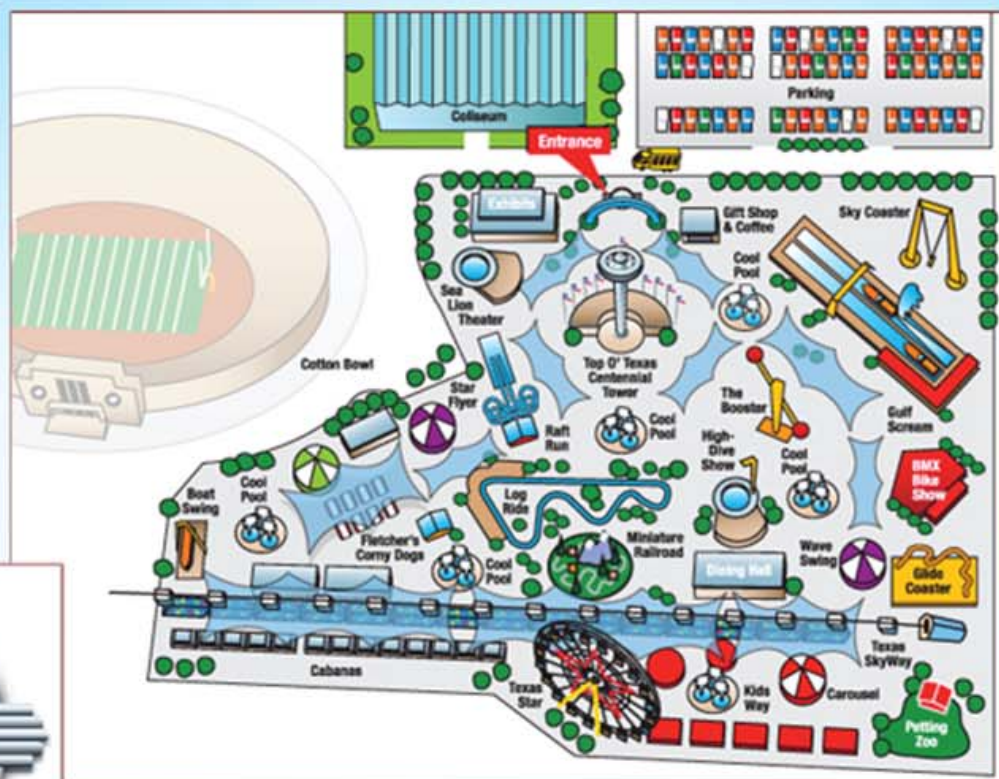 Coliseum
Parking
Entrance
Exhibits
Gift Shop
& Coffee
Sky Coaster
Cool
Pool
Sea
Lion
Theater
Cotton Bowl
Top O' Texas
Centennial
Tower
Star
Flyer
The
Booster
Gulf
Scream
Raft
Run
Cool
Pool
High-
Dive
Show
Cool
Pool
BMX
Bike
Show
Boat
Swing
Cool
Pool
Log
Ride
Fletcher's
Corny Dogs
Cool
Pool
Miniature
Railroad
Dining Hall
Wave
Swing
Glide
Coaster
Texas
SkyWay
Cabanas
Texas
Star
Kids
Way
Carousel
Petting
Zoo